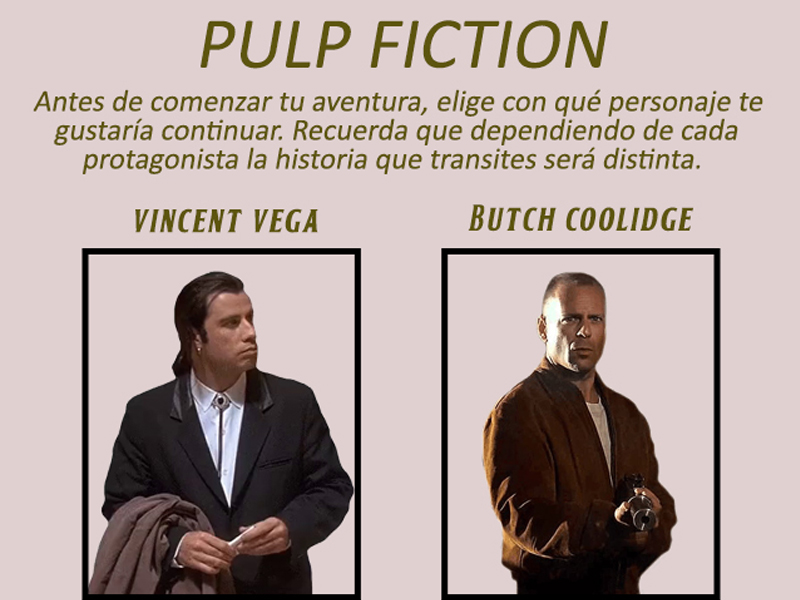 PULP FICTION
Antes de comenzar tu aventura, elige con qué personaje te
gustaría continuar. Recuerda que dependiendo de cada
protagonista la historia que transites será distinta.
VINCENT VEGA
BUTCH COOLIDGE